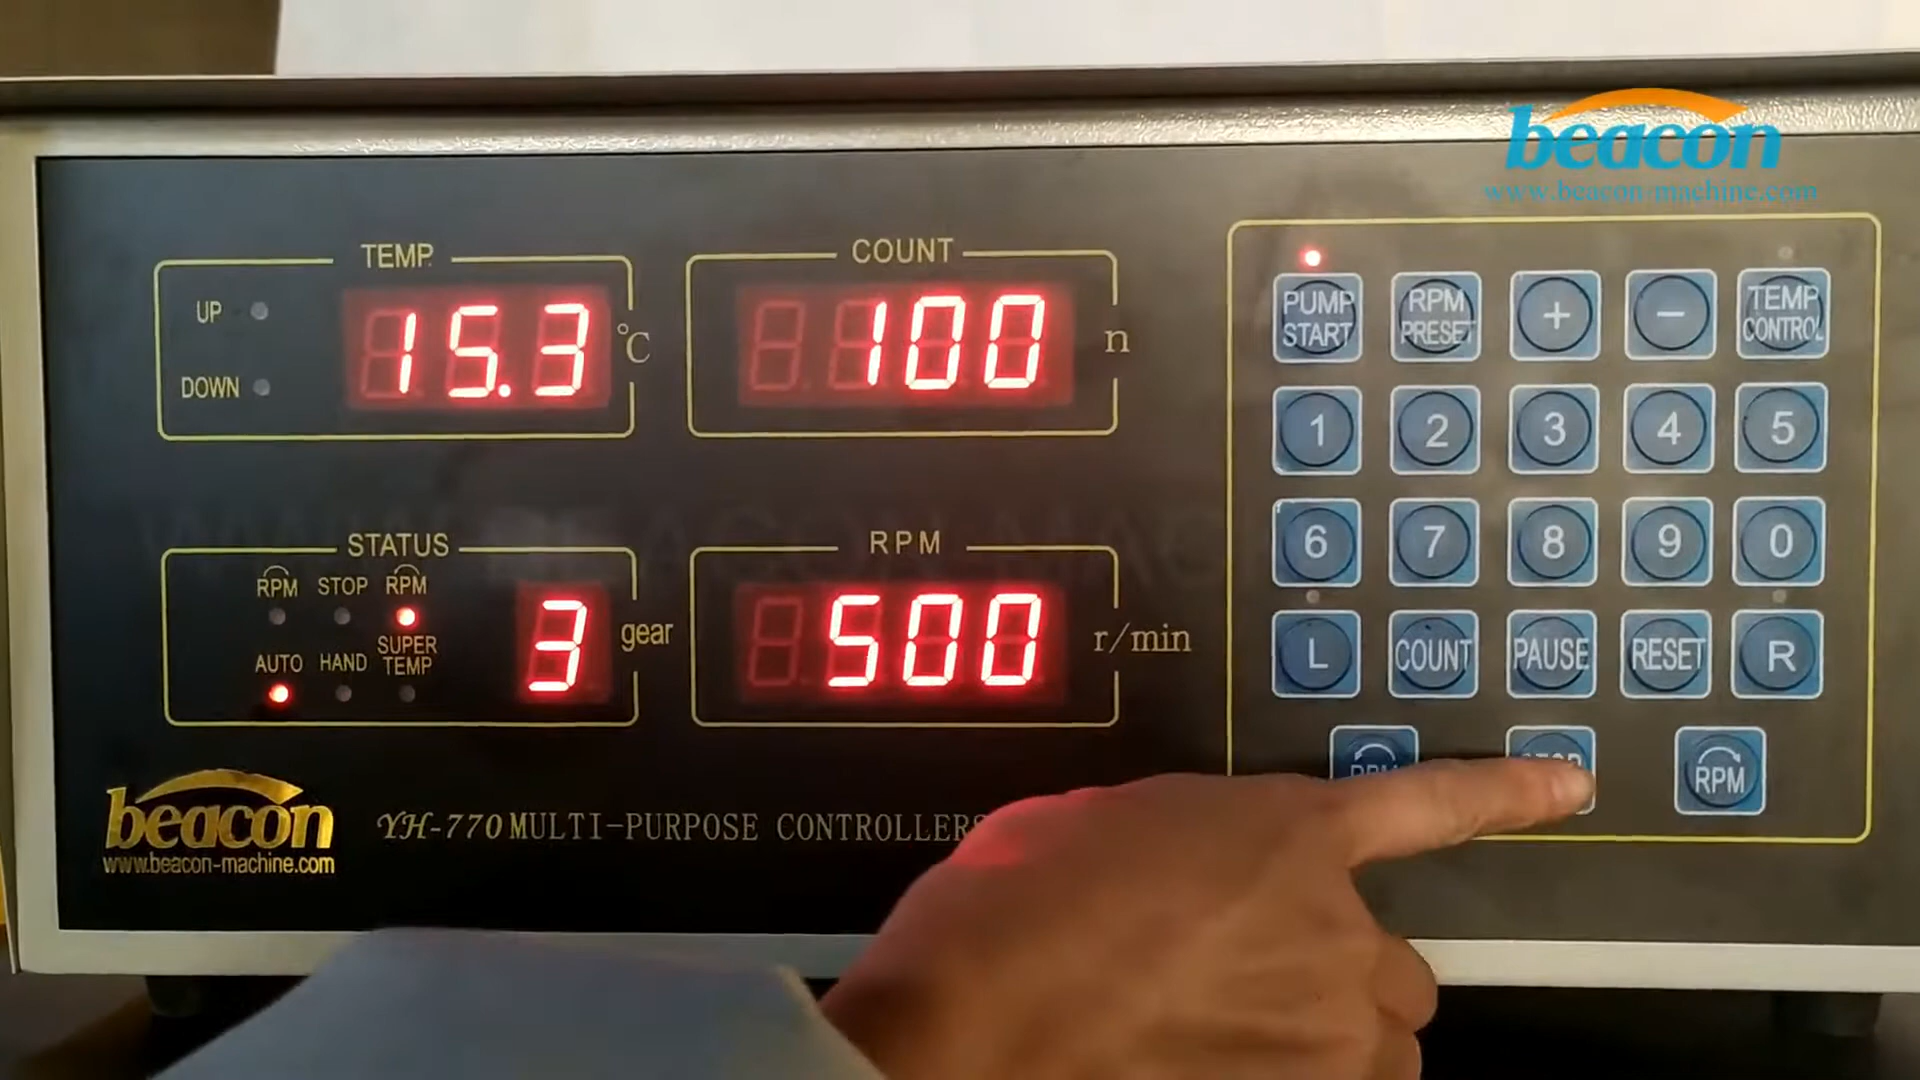 beacon
www.beacon-machine.com
TEMP.
UP
DOWN
15.3 °C
COUNT
100 n
STATUS
RPM STOP RPM
AUTO HAND SUPER TEMP
3 gear
RPM
500 r/min
PUMP START
RPM PRESET
+
−
TEMP CONTROL
1 2 3 4 5
6 7 8 9 0
L COUNT PAUSE RESET R
RPM STOP RPM
beacon
www.beacon-machine.com
YH-770 MULTI-PURPOSE CONTROLLERS